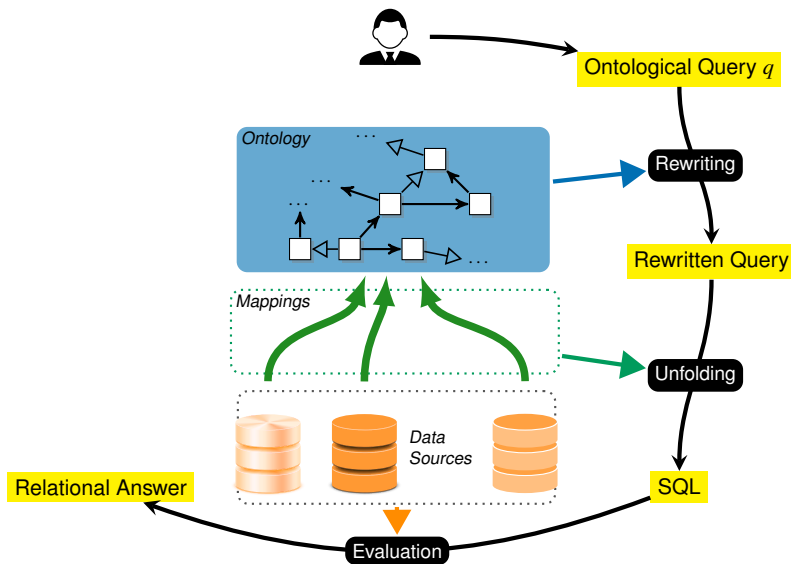 Ontological Query q
Ontology
. . .
Rewriting
. . .
. . .
Rewritten Query
. . .
Mappings
Unfolding
Data
Sources
Relational Answer
SQL
Evaluation